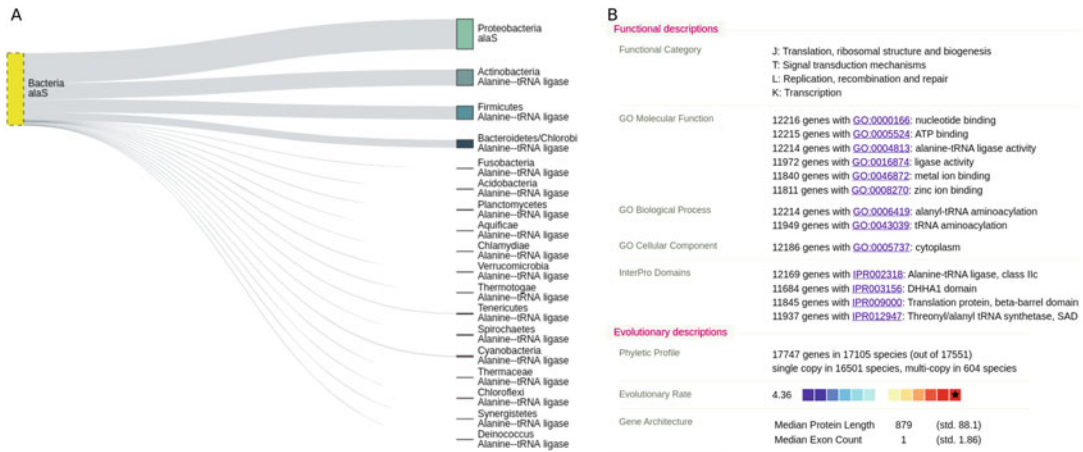 A
Bacteria
alaS
Proteobacteria
alaS
Actinobacteria
Alanine--tRNA ligase
Firmicutes
Alanine--tRNA ligase
Bacteroidetes/Chlorobi
Alanine--tRNA ligase
Fusobacteria
Alanine--tRNA ligase
Acidobacteria
Alanine--tRNA ligase
Planctomycetes
Alanine--tRNA ligase
Aquificae
Alanine--tRNA ligase
Chlamydiae
Alanine--tRNA ligase
Verrucomicrobia
Alanine--tRNA ligase
Thermotogae
Alanine--tRNA ligase
Tenericutes
Alanine--tRNA ligase
Spirochaetes
Alanine--tRNA ligase
Cyanobacteria
Alanine--tRNA ligase
Thermaceae
Alanine--tRNA ligase
Chloroflexi
Alanine--tRNA ligase
Synergistetes
Alanine--tRNA ligase
Deinococcus
Alanine--tRNA ligase
B
Functional descriptions
Functional Category
J: Translation, ribosomal structure and biogenesis
T: Signal transduction mechanisms
L: Replication, recombination and repair
K: Transcription
GO Molecular Function
12216 genes with GO:0000166: nucleotide binding
12215 genes with GO:0005524: ATP binding
12214 genes with GO:0004813: alanine-tRNA ligase activity
11972 genes with GO:0016874: ligase activity
11840 genes with GO:0046872: metal ion binding
11811 genes with GO:0008270: zinc ion binding
GO Biological Process
12214 genes with GO:0006419: alanyl-tRNA aminoacylation
11949 genes with GO:0043039: tRNA aminoacylation
GO Cellular Component
12186 genes with GO:0005737: cytoplasm
InterPro Domains
12169 genes with IPR002318: Alanine-tRNA ligase, class IIc
11684 genes with IPR003156: DHHA1 domain
11845 genes with IPR009000: Translation protein, beta-barrel domain
11937 genes with IPR012947: Threonyl/alanyl tRNA synthetase, SAD
Evolutionary descriptions
Phyletic Profile
17747 genes in 17105 species (out of 17551)
single copy in 16501 species, multi-copy in 604 species
Evolutionary Rate
4.36
Gene Architecture
Median Protein Length 879 (std. 88.1)
Median Exon Count 1 (std. 1.86)